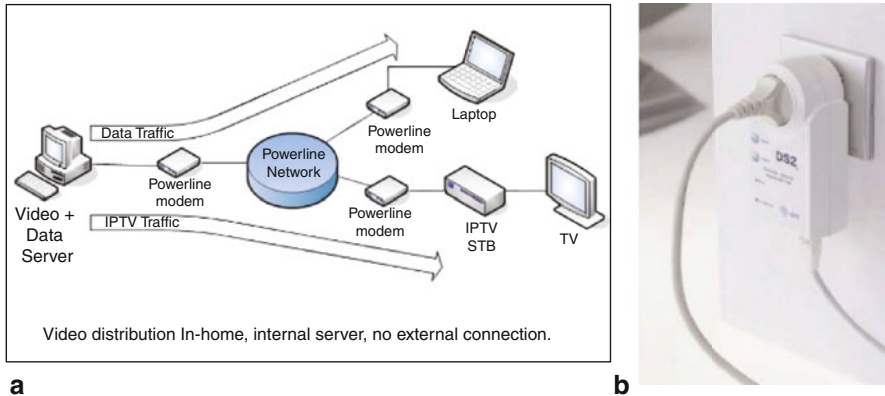 Data Traffic
Laptop
Powerline
modem
Powerline
Network
Powerline
modem
Video +
Data
Server
IPTV Traffic
Powerline
modem
IPTV
STB
TV
Video distribution In-home, internal server, no external connection.
a
b
DS2